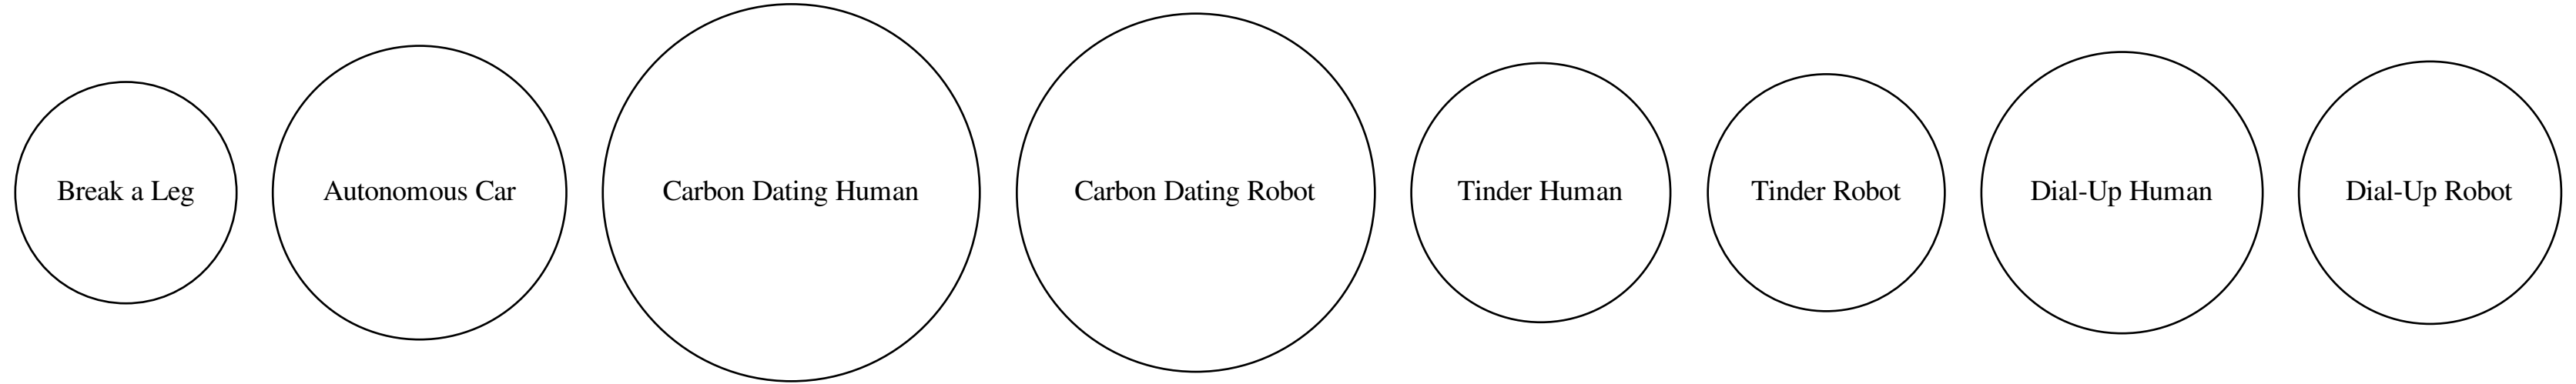 Break a Leg
Autonomous Car
Carbon Dating Human
Carbon Dating Robot
Tinder Human
Tinder Robot
Dial-Up Human
Dial-Up Robot